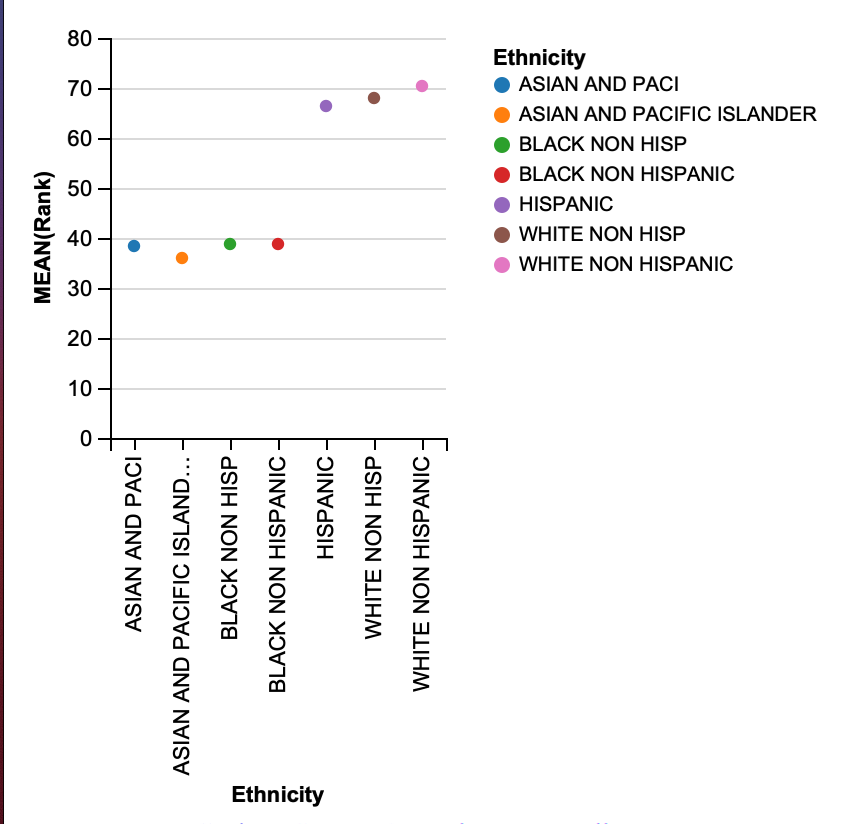 80
70
60
50
40
30
20
10
0
MEAN(Rank)
ASIAN AND PACI
ASIAN AND PACIFIC ISLAND...
BLACK NON HISP
BLACK NON HISPANIC
HISPANIC
WHITE NON HISP
WHITE NON HISPANIC
Ethnicity
Ethnicity
ASIAN AND PACI
ASIAN AND PACIFIC ISLANDER
BLACK NON HISP
BLACK NON HISPANIC
HISPANIC
WHITE NON HISP
WHITE NON HISPANIC